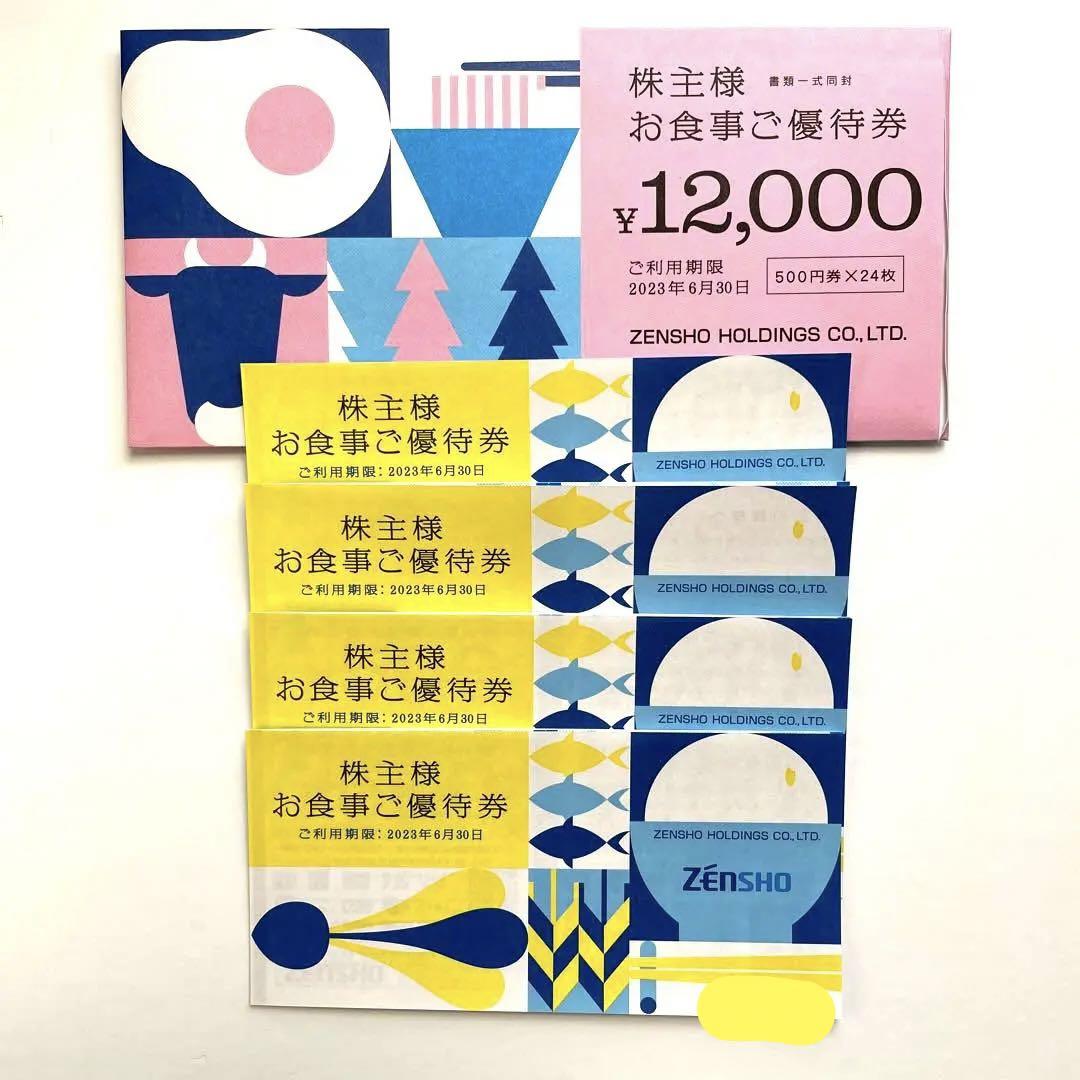 株主様 書類一式同封
お食事ご優待券
¥12,000
ご利用期限
2023年6月30日
500円券×24枚
ZENSHO HOLDINGS CO., LTD.
株主様
お食事ご優待券
ご利用期限：2023年6月30日
ZENSHO HOLDINGS CO., LTD.
株主様
お食事ご優待券
ご利用期限：2023年6月30日
ZENSHO HOLDINGS CO., LTD.
株主様
お食事ご優待券
ご利用期限：2023年6月30日
ZENSHO HOLDINGS CO., LTD.
株主様
お食事ご優待券
ご利用期限：2023年6月30日
ZENSHO HOLDINGS CO., LTD.
ZÉNSHO